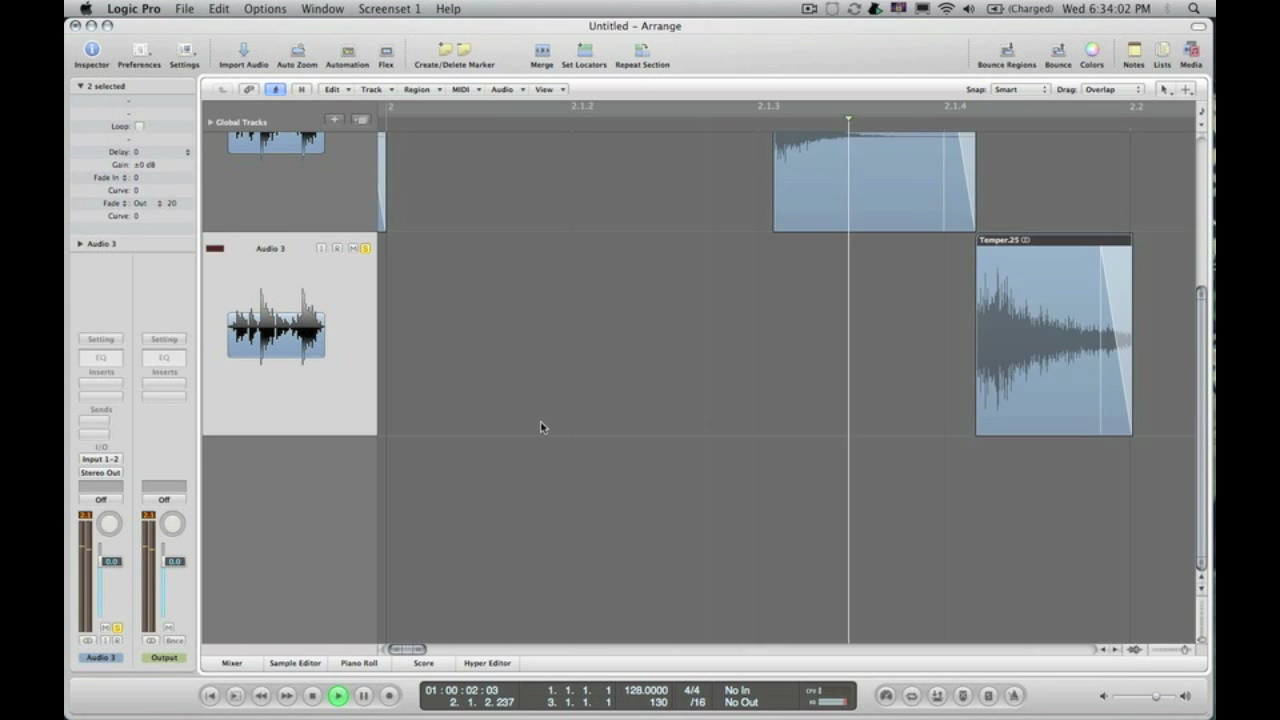 Logic Pro File Edit Options Window Screenset 1 Help (Charged) Wed 6:34:02 PM
Untitled – Arrange
Inspector Preferences Settings Import Audio Auto Zoom Automation Flex Create/Delete Marker Merge Set Locators Repeat Section Bounce Regions Bounce Colors Notes Lists Media
2 selected
Edit Track Region MIDI Audio View Snap: Smart Drag: Overlap
H
2 2.1.2 2.1.3 2.1.4 2.2
Global Tracks
-
Loop:
-
Delay: 0
Gain: ±0 dB
Fade In : 0
Curve: 0
Fade : Out 20
Curve: 0
Audio 3
Audio 3 I R M S
Temper.25
Setting Setting
EQ EQ
Inserts Inserts
Sends
I/O
Input 1-2
Stereo Out
Off Off
2.1 2.1
0.0 0.0
M S M
I R Bnce
Audio 3 Output
Mixer Sample Editor Piano Roll Score Hyper Editor
01:00:02:03 1. 1. 1. 1 128.0000 4/4 No In CPU
2. 1. 2. 237 3. 1. 1. 1 130 /16 No Out